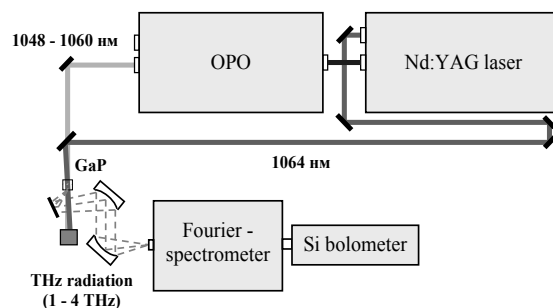 1048 - 1060 нм
OPO
Nd:YAG laser
1064 нм
GaP
Fourier -
spectrometer
Si bolometer
THz radiation
(1 - 4 THz)